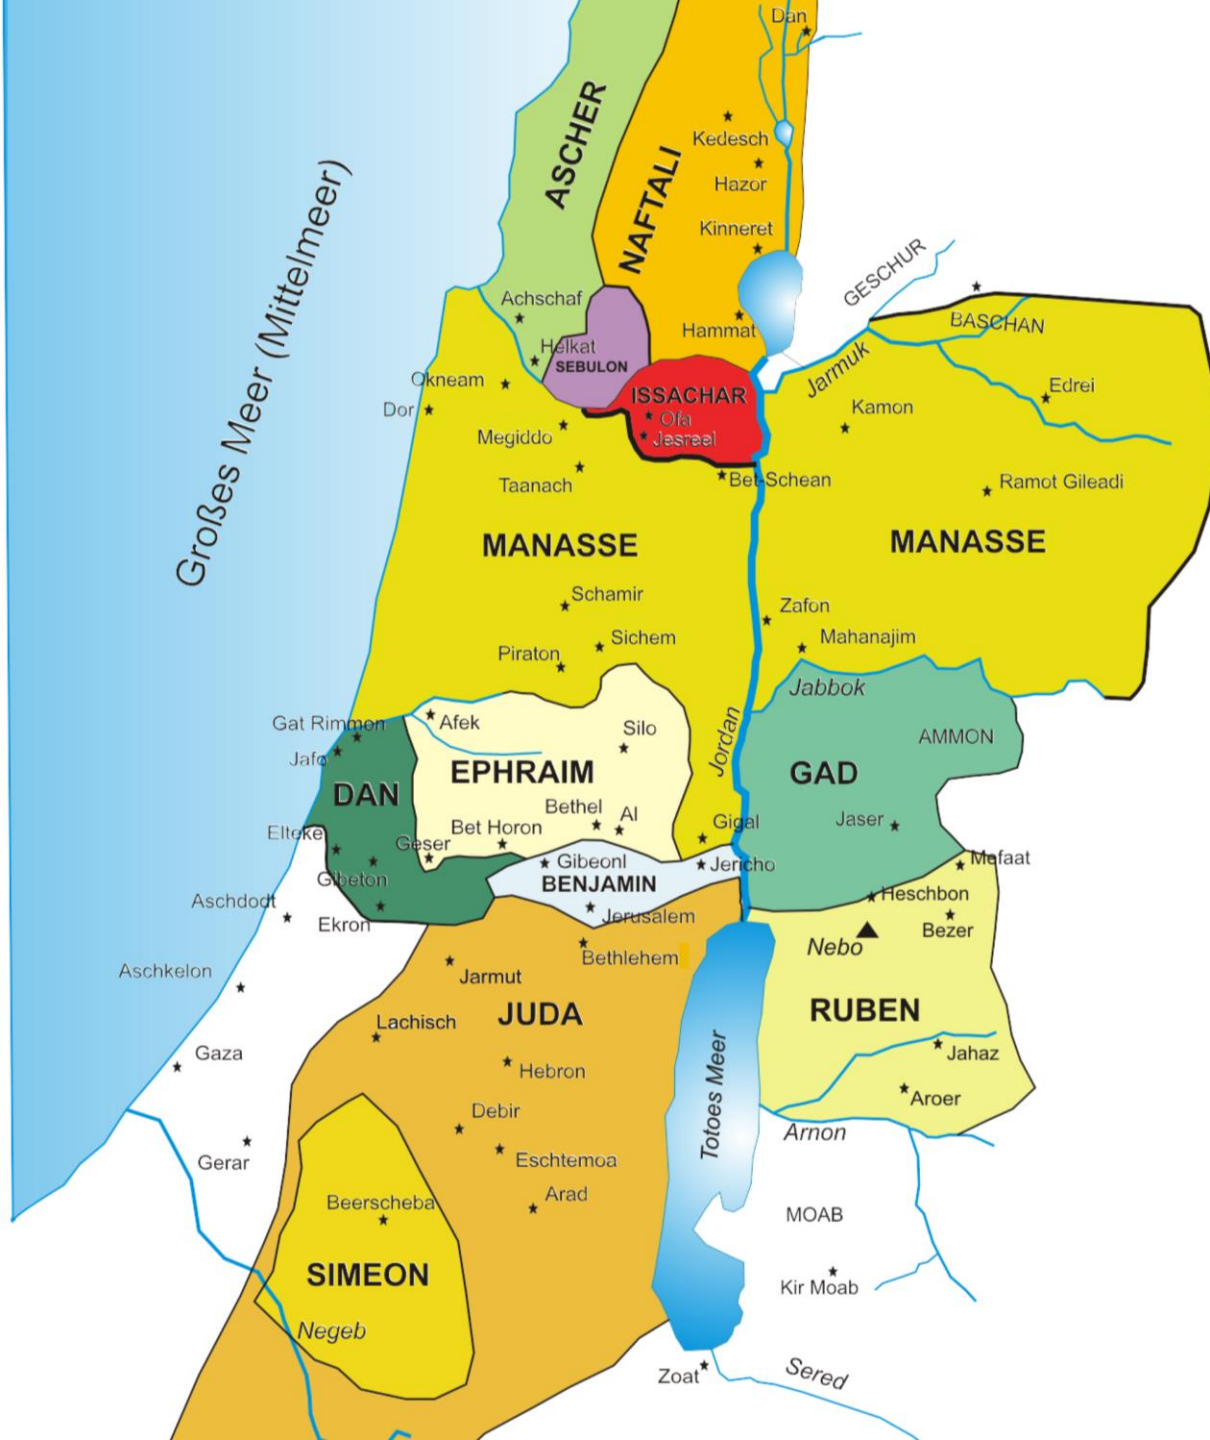 Dan
ASCHER
Kedesch
NAFTALI
Hazor
Großes Meer (Mittelmeer)
Kinneret
GESCHUR
Achschaf
BASCHAN
Hammat
Helkat
SEBULON
Jarmuk
Okneam
ISSACHAR
Edrei
Dor
Ofa
Kamon
Megiddo
Jesreel
Taanach
Bet-Schean
Ramot Gileadi
MANASSE
MANASSE
Schamir
Zafon
Piraton
Sichem
Mahanajim
Jabbok
Gat Rimmon
Afek
Silo
Jordan
AMMON
Jafo
DAN
EPHRAIM
GAD
Bethel
AI
Elteke
Geser
Bet Horon
Gigal
Jaser
Gibeton
Gibeonl
Jericho
Mefaat
BENJAMIN
Heschbon
Aschdodt
Ekron
Jerusalem
Bezer
Nebo
Aschkelon
Jarmut
Bethlehem
JUDA
RUBEN
Lachisch
Gaza
Hebron
Totoes Meer
Jahaz
Debir
Aroer
Gerar
Eschtemoa
Arnon
Beerscheba
Arad
MOAB
SIMEON
Kir Moab
Negeb
Zoat
Sered